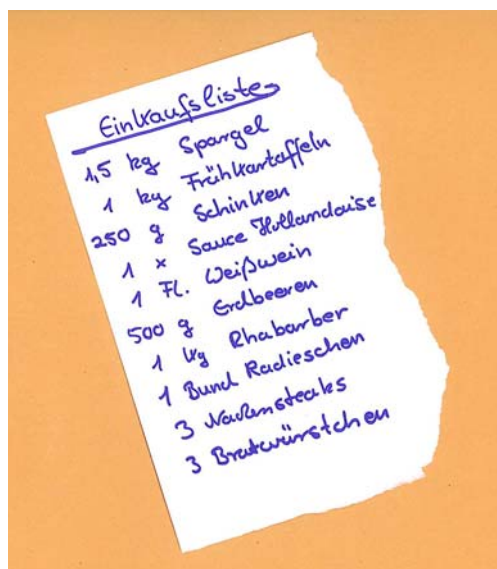 Einkaufsliste
1,5 kg Spargel
1 kg Frühkartoffeln
250 g Schinken
1 x Sauce Hollandaise
1 Fl. Weißwein
500 g Erdbeeren
1 kg Rhabarber
1 Bund Radieschen
3 Nackensteaks
3 Bratwürstchen